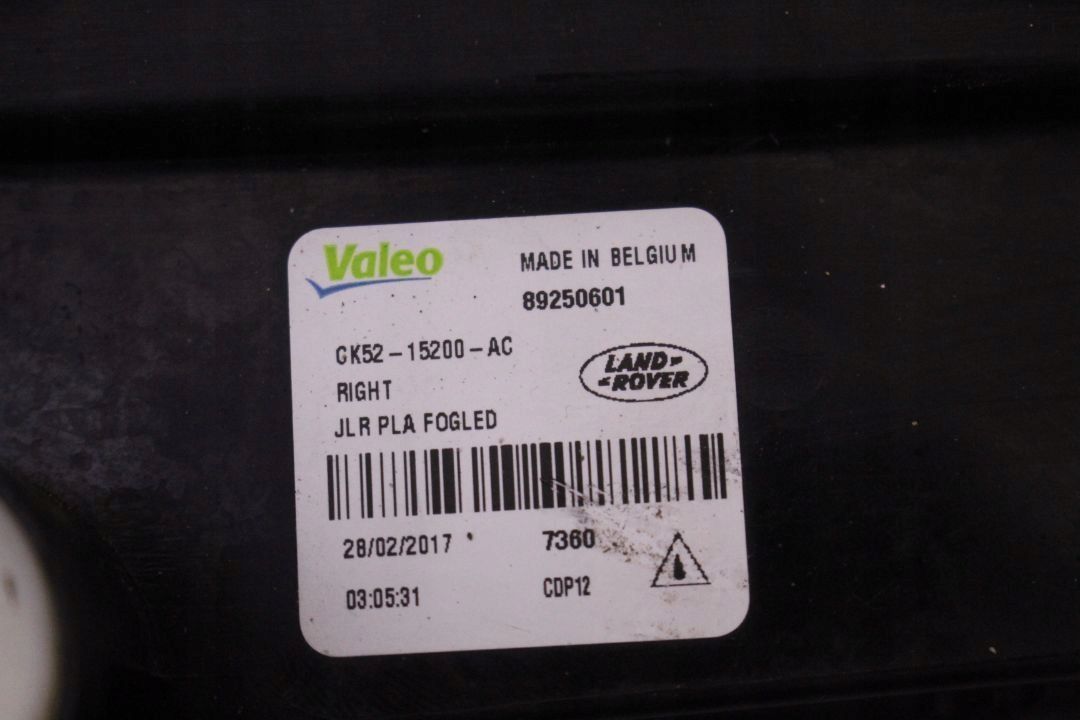 Valeo
MADE IN BELGIUM
89250601
GK52-15200-AC
RIGHT
JLR PLA FOGLED
LAND-
-ROVER
28/02/2017
7360
03:05:31
CDP12